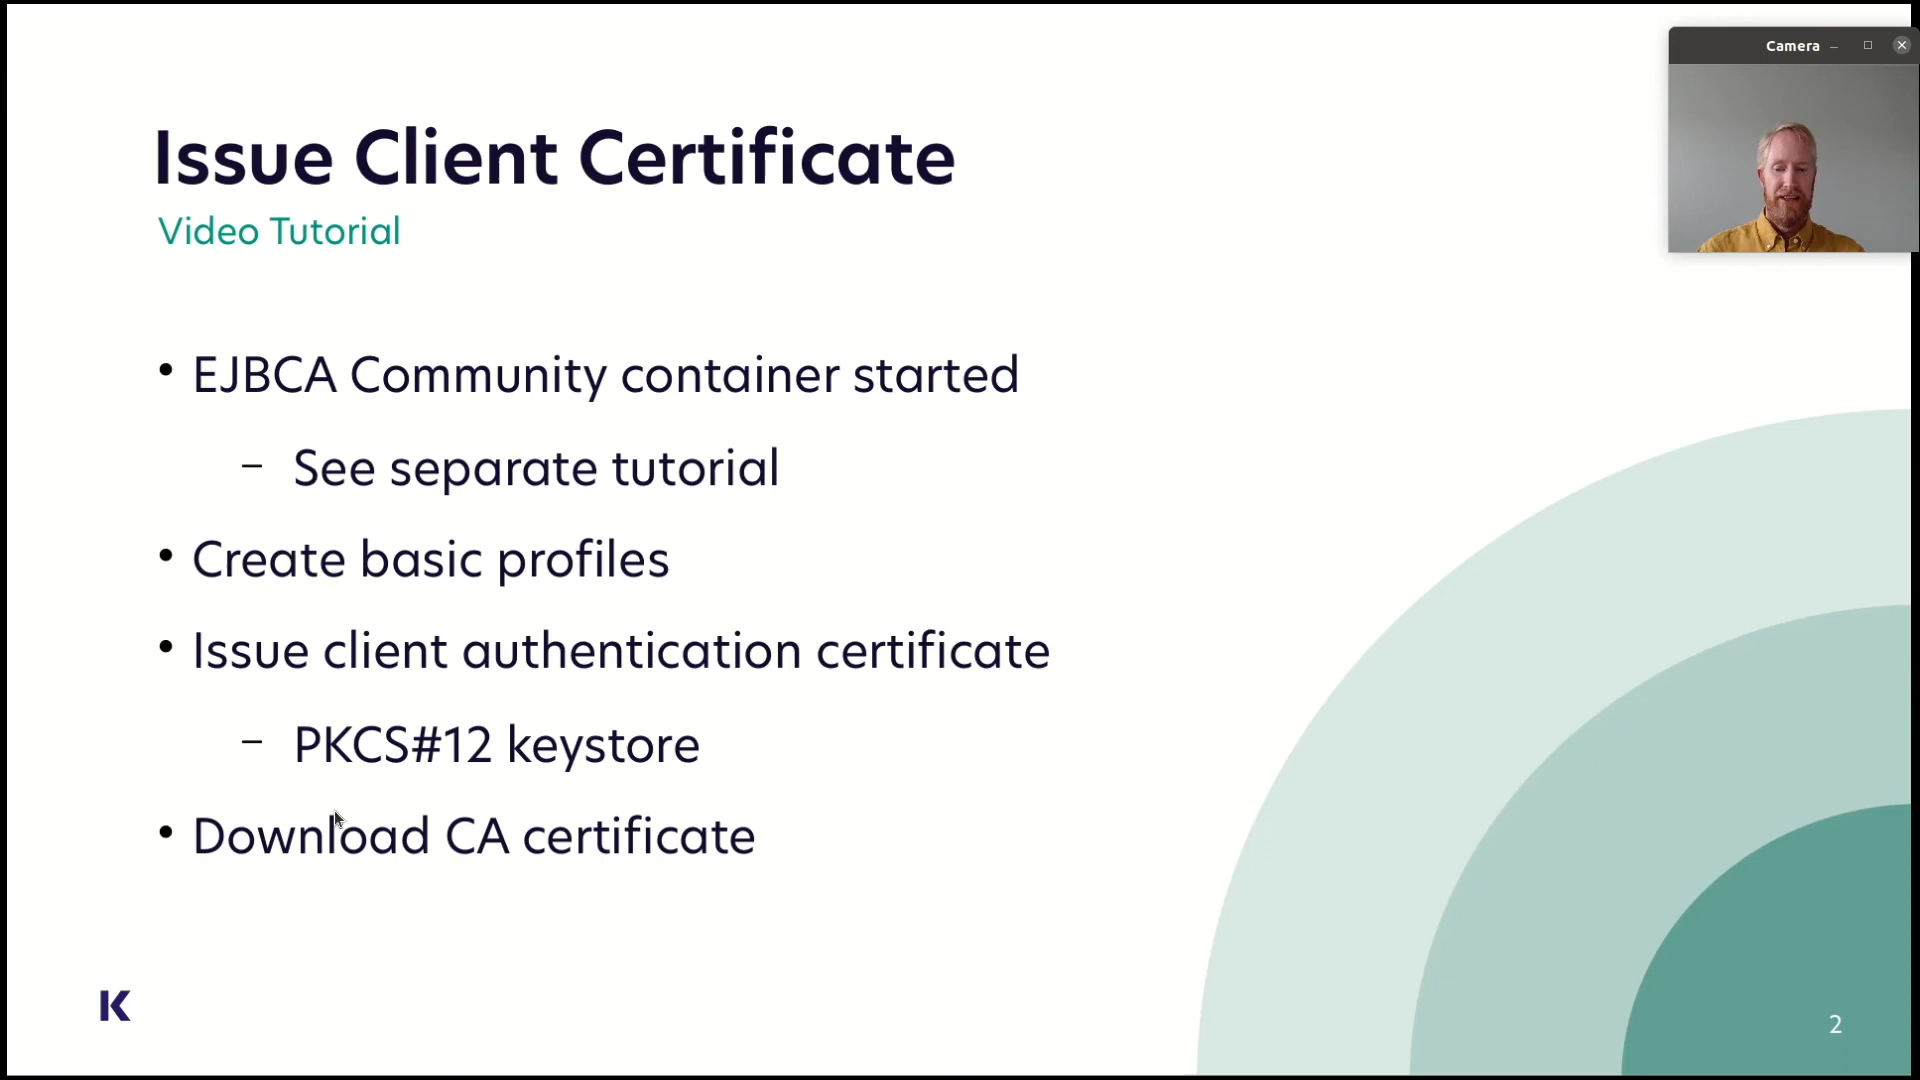 Camera
Issue Client Certificate
Video Tutorial
• EJBCA Community container started
– See separate tutorial
• Create basic profiles
• Issue client authentication certificate
– PKCS#12 keystore
• Download CA certificate
K
2